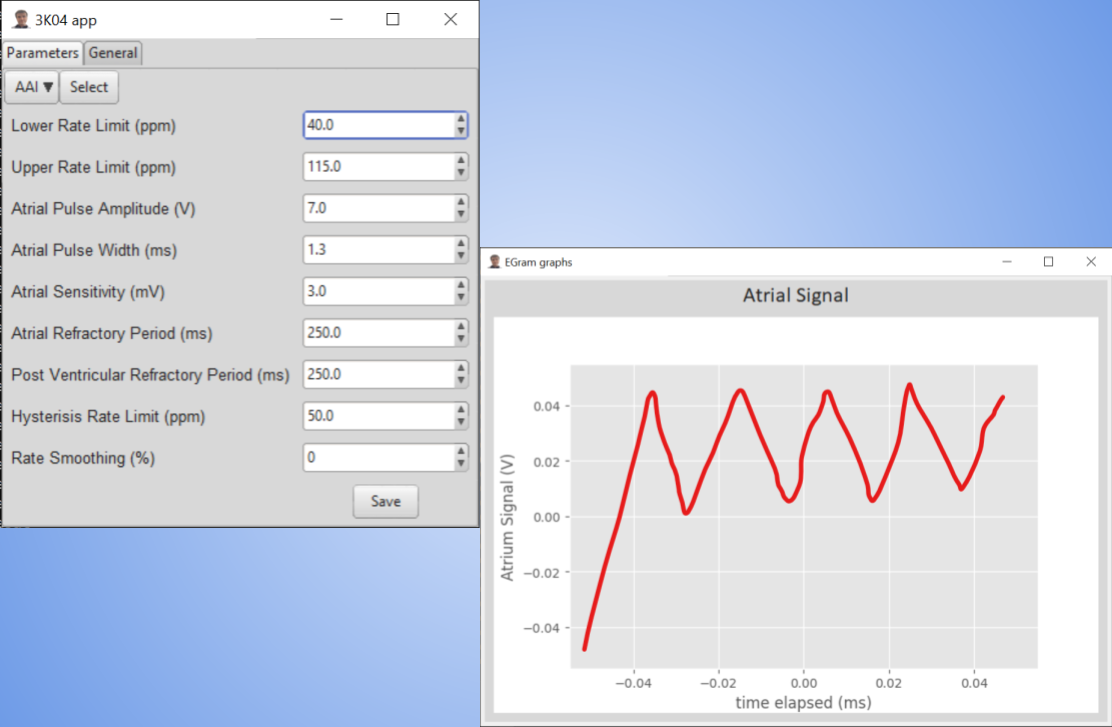 3K04 app
Parameters General
AAI ▼ Select
Lower Rate Limit (ppm) 40.0
Upper Rate Limit (ppm) 115.0
Atrial Pulse Amplitude (V) 7.0
Atrial Pulse Width (ms) 1.3
Atrial Sensitivity (mV) 3.0
Atrial Refractory Period (ms) 250.0
Post Ventricular Refractory Period (ms) 250.0
Hysterisis Rate Limit (ppm) 50.0
Rate Smoothing (%) 0
Save
EGram graphs
Atrial Signal
Atrium Signal (V)
0.04
0.02
0.00
−0.02
−0.04
−0.04 −0.02 0.00 0.02 0.04
time elapsed (ms)